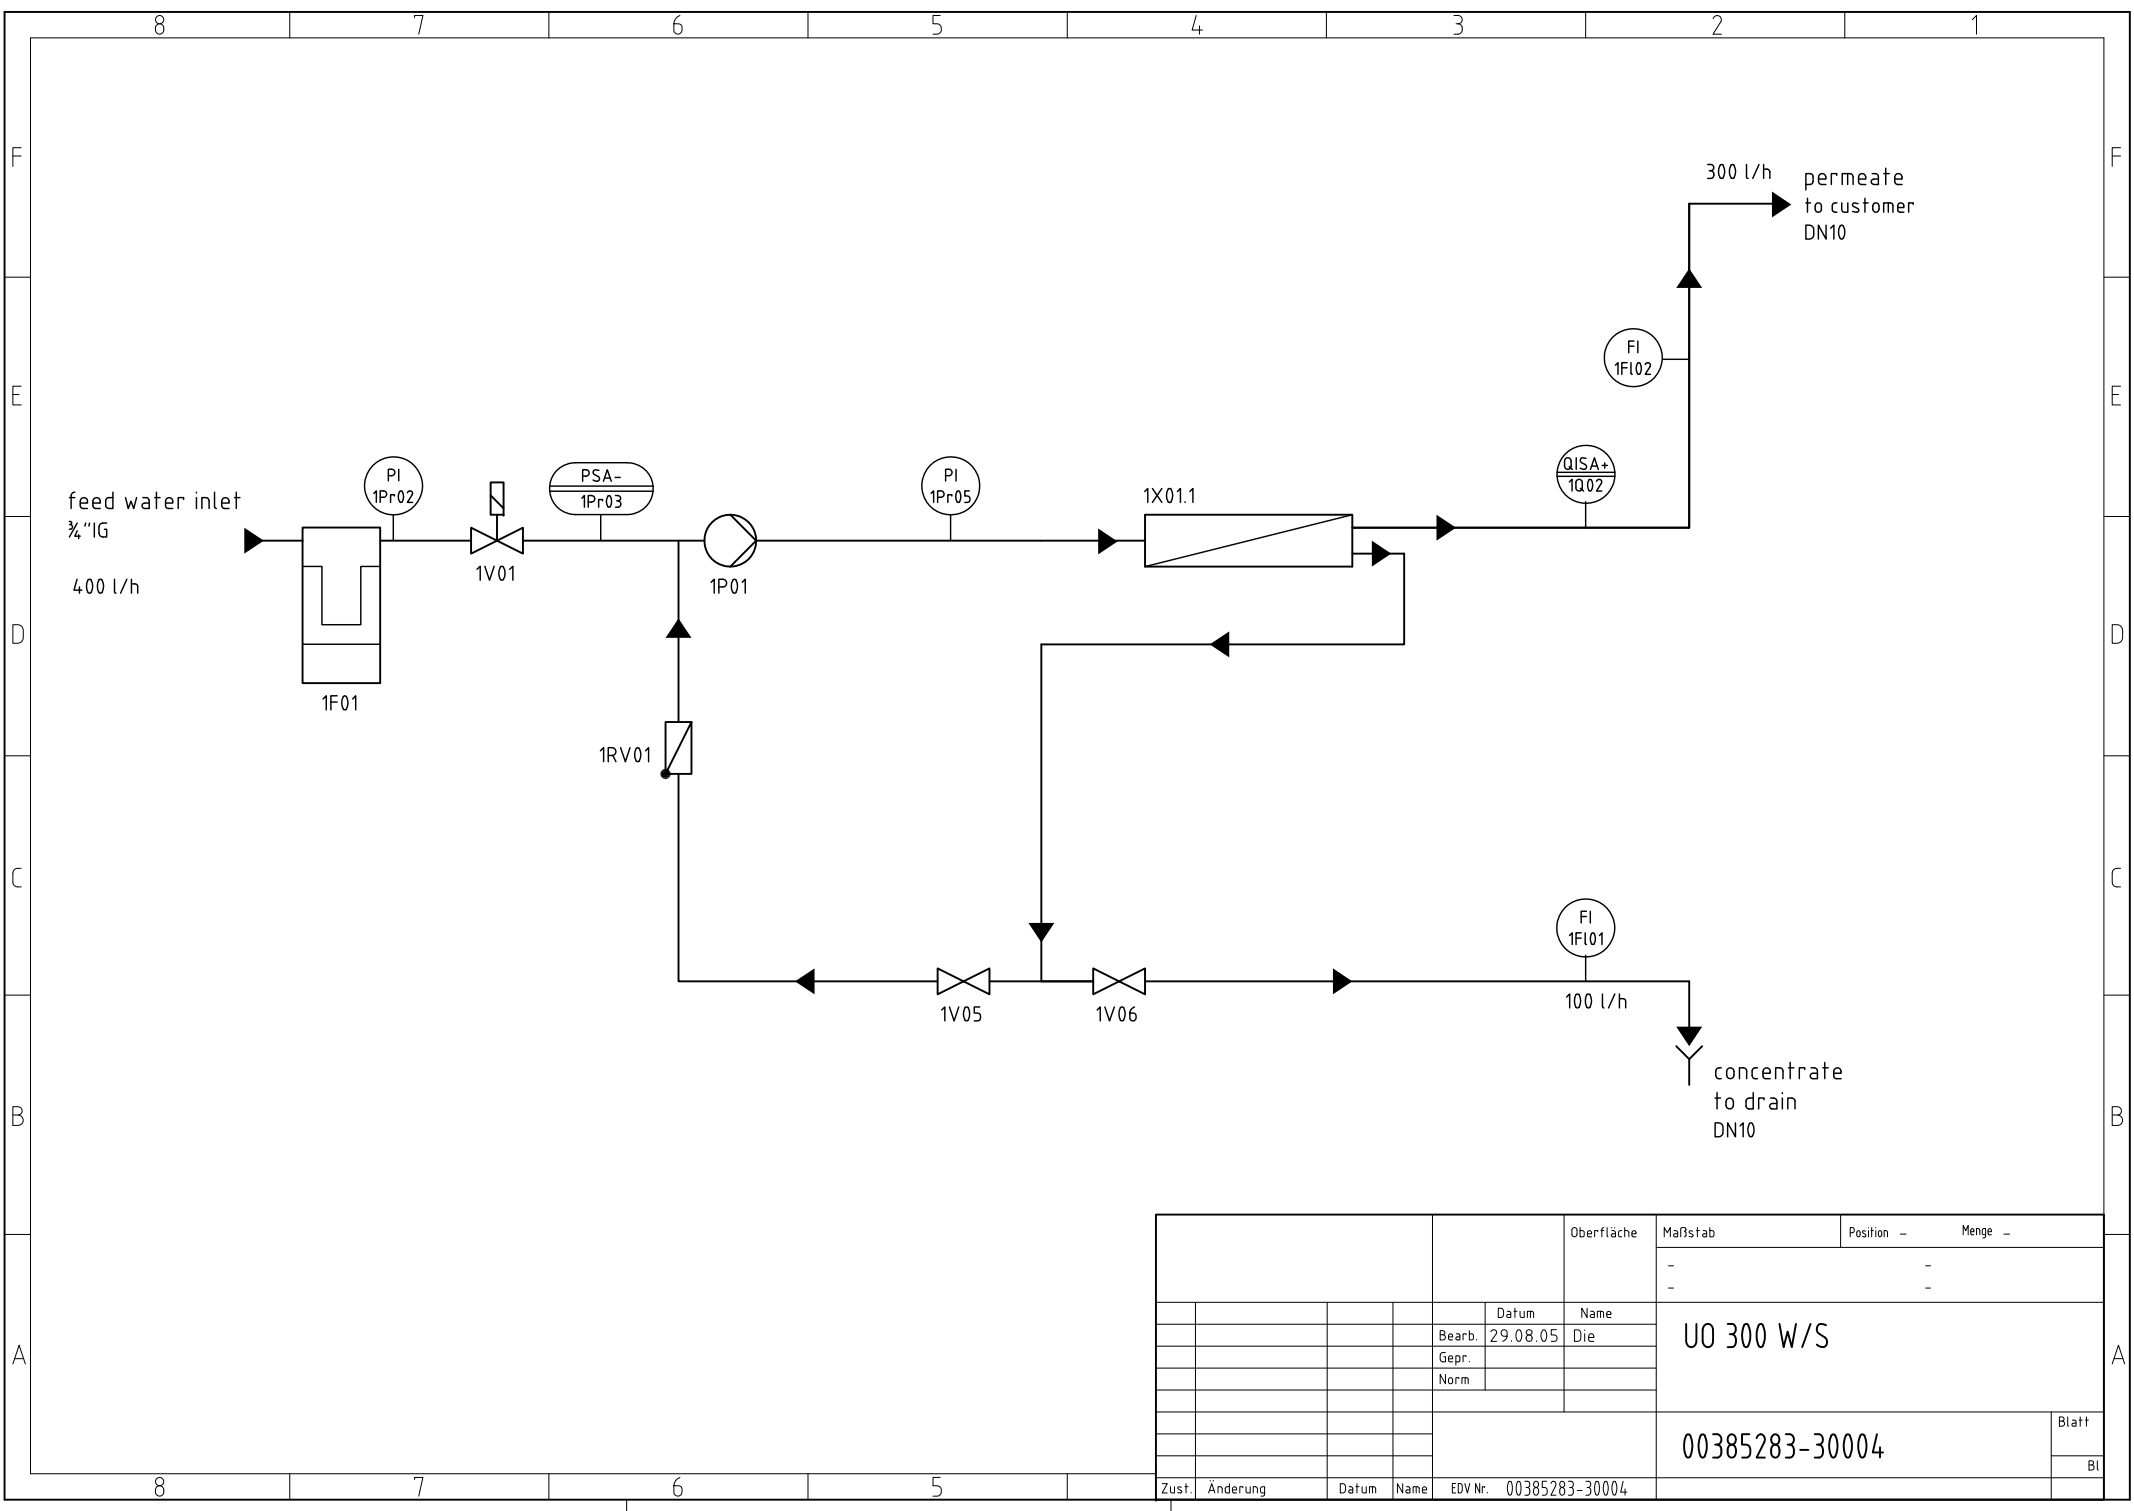 8 7 6 5 4 3 2 1
F F
300 l/h
permeate
to customer
DN10
FI
1Fl02
E E
PI
1Pr02
PSA-
1Pr03
PI
1Pr05
QISA+
1Q02
feed water inlet
¾"IG
400 l/h
1V01
1P01
1X01.1
D D
1F01
1RV01
C C
FI
1Fl01
1V05
1V06
100 l/h
concentrate
to drain
DN10
B B
Oberfläche
Maßstab
Position -
Menge -
- -
- -
Datum Name
Bearb. 29.08.05 Die
Gepr.
Norm
UO 300 W/S
A A
00385283-30004
Blatt
Bl
Zust. Änderung Datum Name EDV Nr. 00385283-30004
8 7 6 5